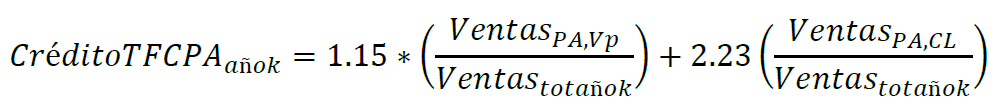 CréditoTFCPA_añok = 1.15 * (Ventas_PA,Vp / Ventas_totañok) + 2.23 (Ventas_PA,CL / Ventas_totañok)